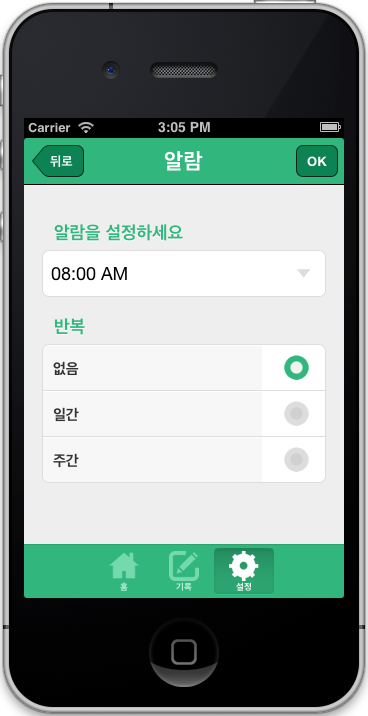 Carrier 3:05 PM
뒤로 알람 OK
알람을 설정하세요
08:00 AM
반복
없음
일간
주간
홈 기록 설정